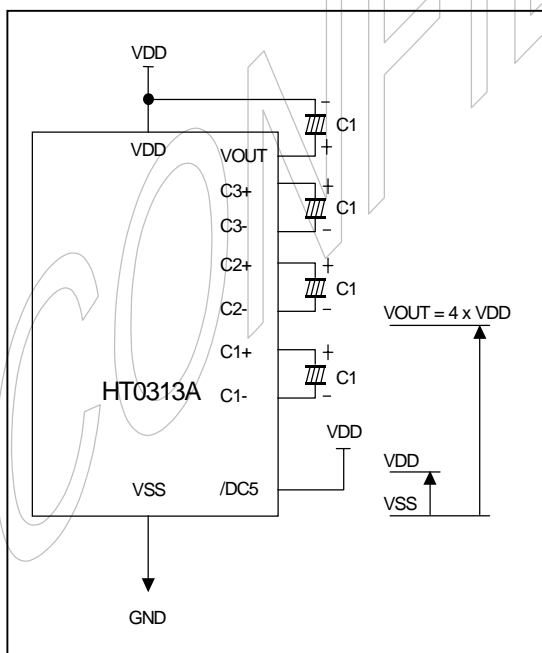 VDD
VDD
VOUT
C1
C3+
C3-
C1
C2+
C2-
C1
VOUT = 4 x VDD
C1+
C1-
C1
HT0313A
VDD
VDD
VSS
/DC5
VSS
GND
- +
+ -
+ -
+ -